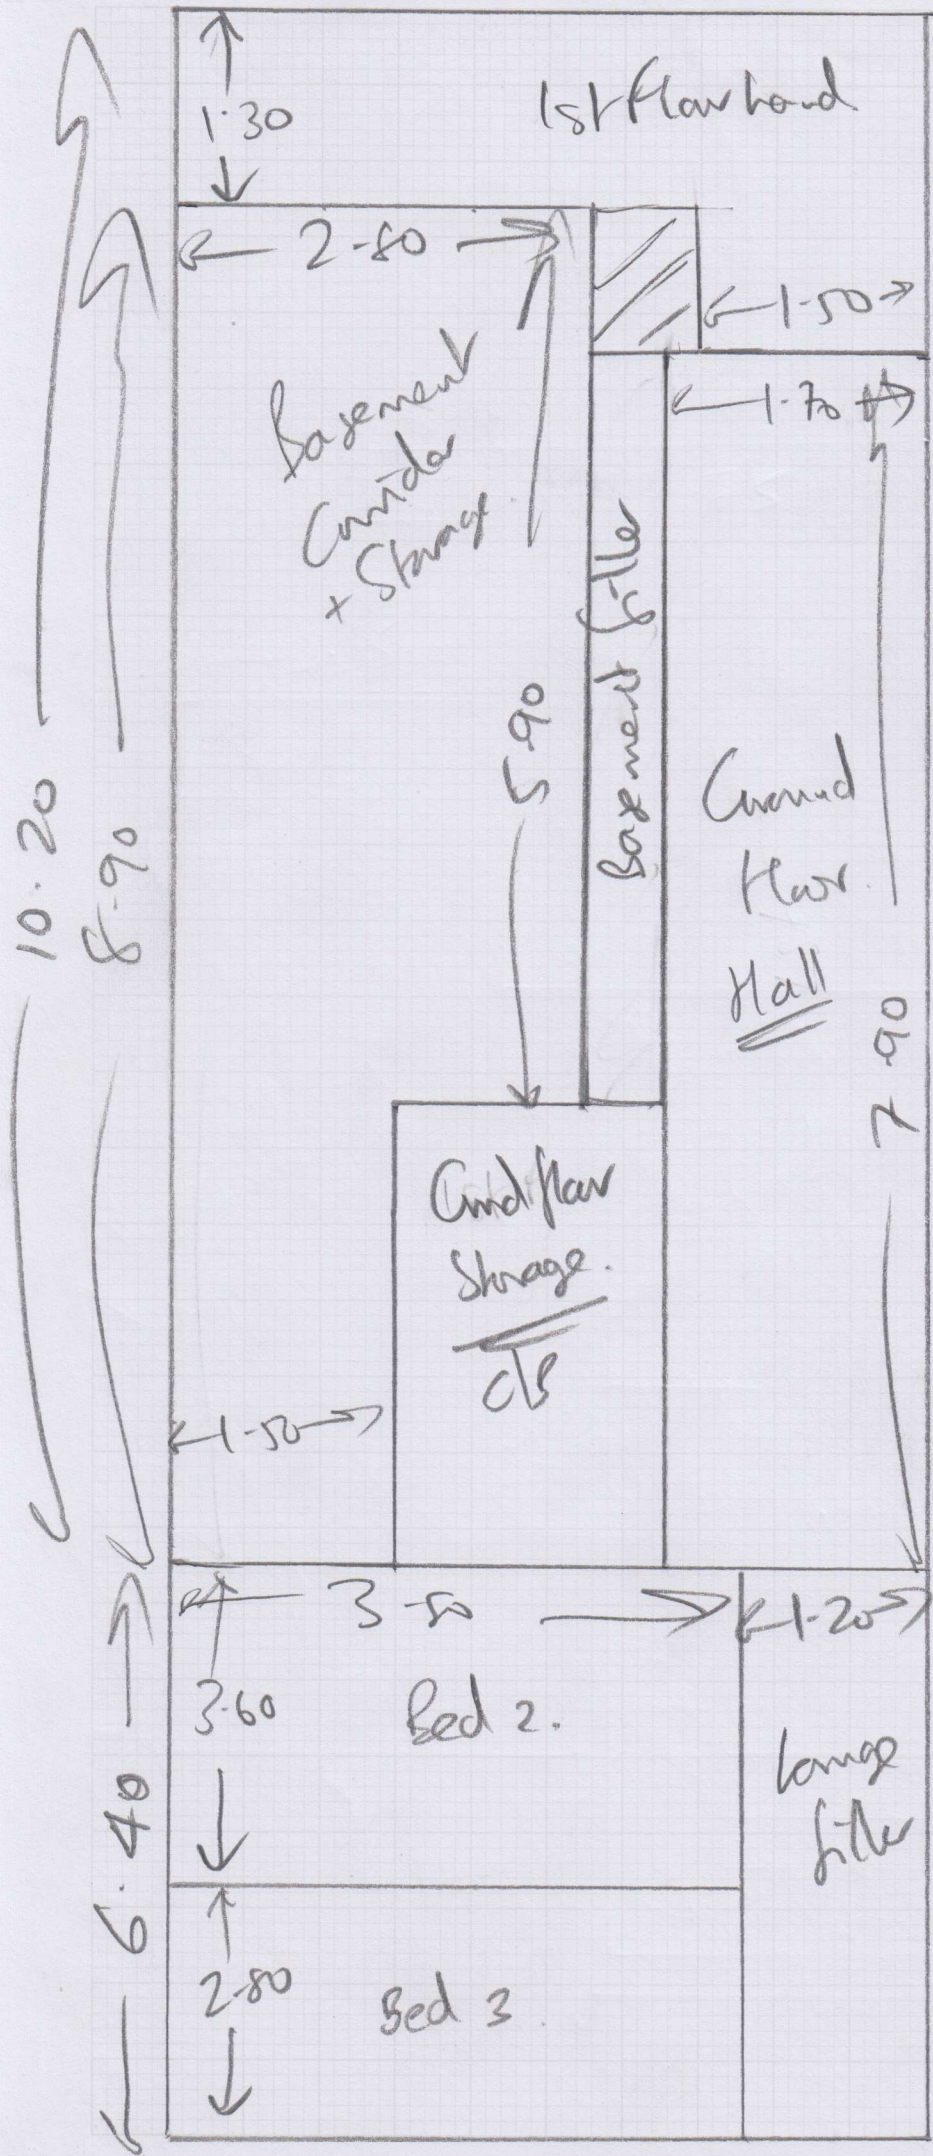 1.30
1st Floor Land
2.80
1.50
1.70
Basement
Corridor
+ Storage
Basement filler
5.90
10.20
8.90
Ground
Floor
Hall
7.90
Grnd floor
Storage.
1.50
3.50
1.20
3.60
Bed 2.
Lounge
filler
6.40
2.80
Bed 3